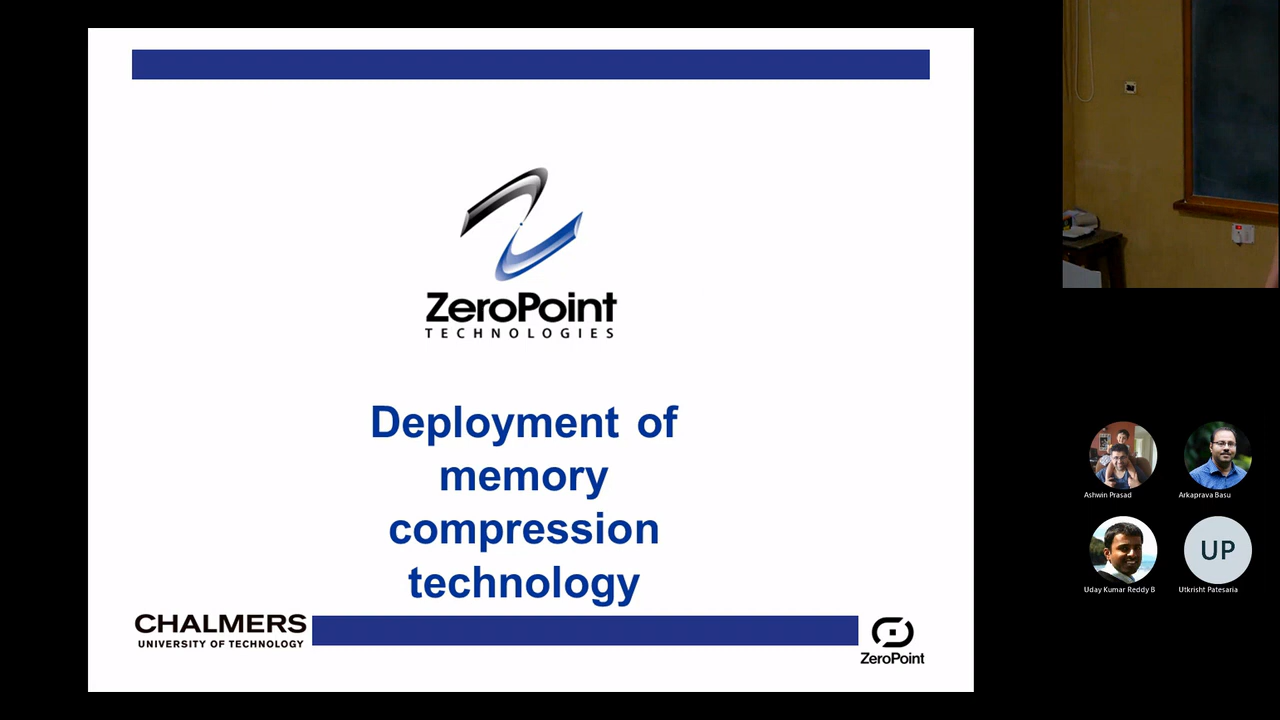 ZeroPoint
TECHNOLOGIES
Deployment of
memory
compression
technology
CHALMERS
UNIVERSITY OF TECHNOLOGY
ZeroPoint
Ashwin Prasad
Arkaprava Basu
UP
Uday Kumar Reddy B
Utkrisht Patesaria